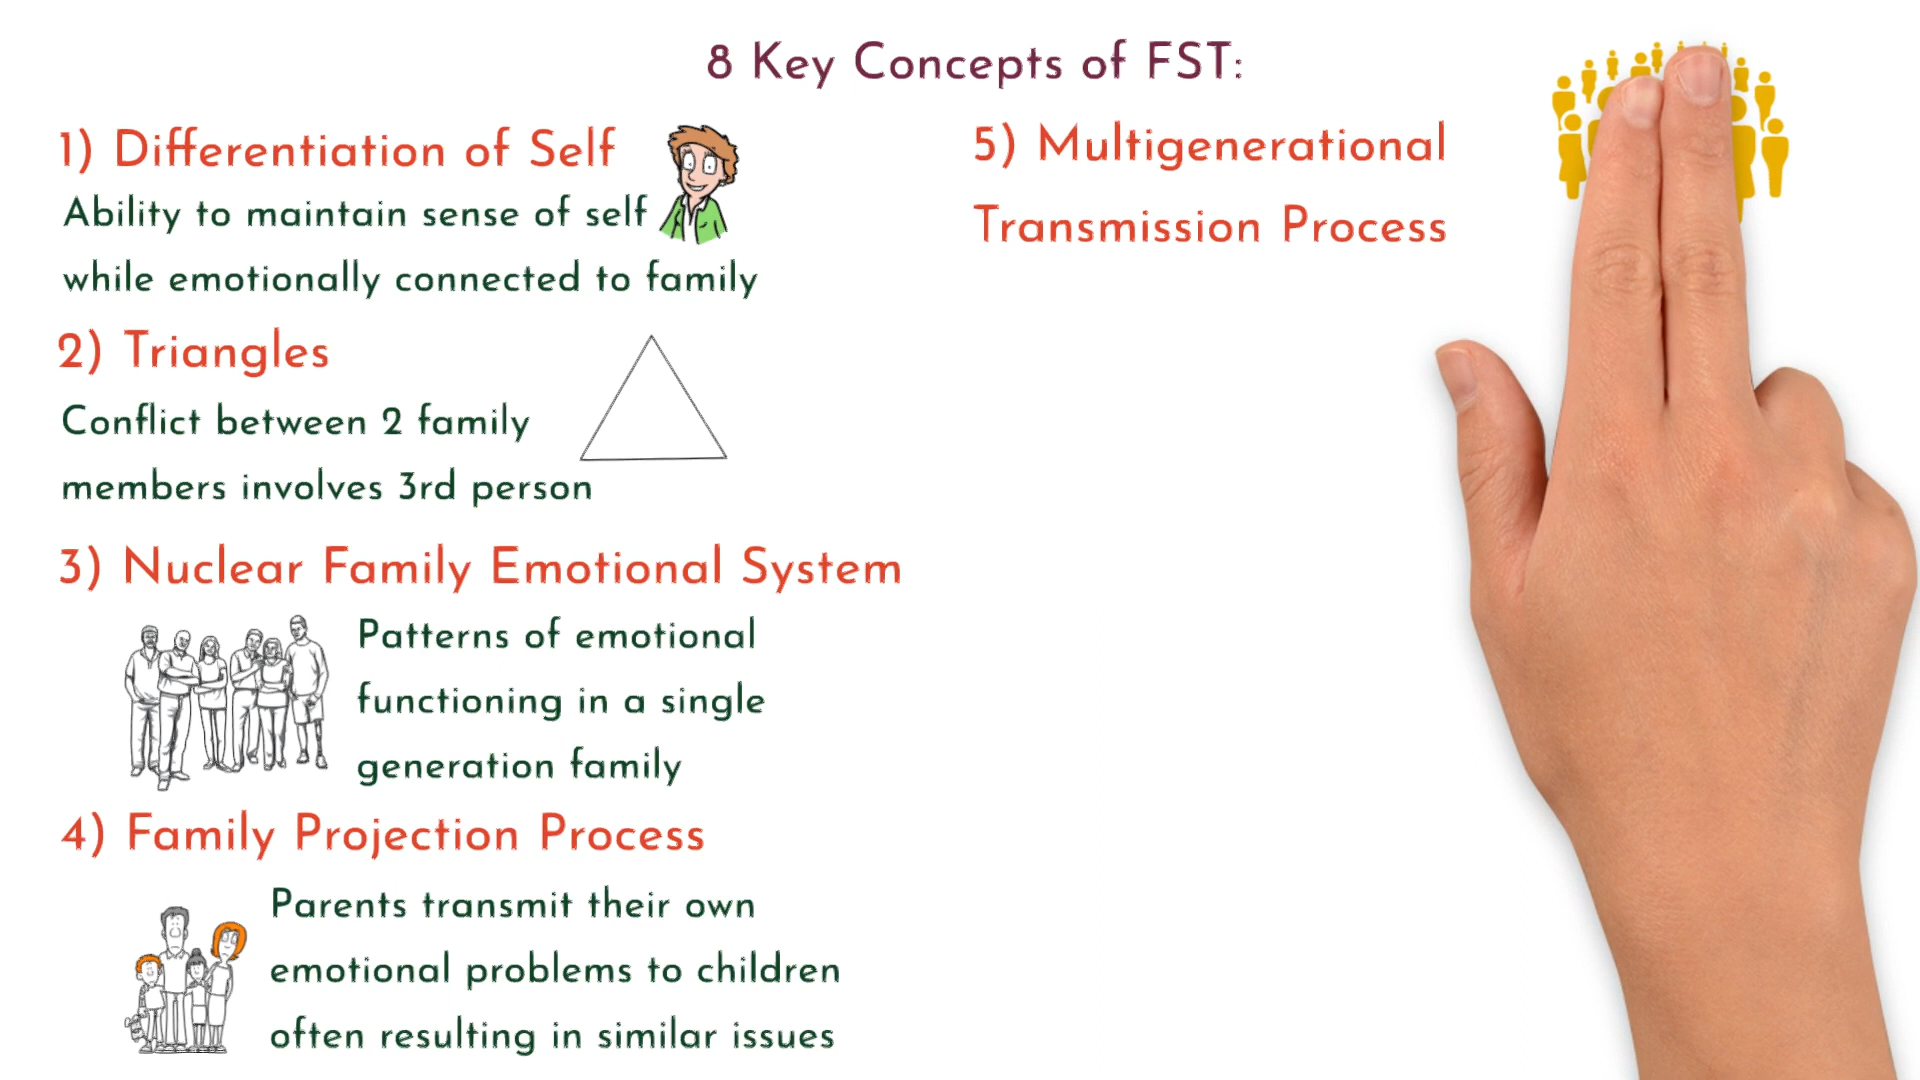 8 Key Concepts of FST:
1) Differentiation of Self
Ability to maintain sense of self
while emotionally connected to family
2) Triangles
Conflict between 2 family
members involves 3rd person
3) Nuclear Family Emotional System
Patterns of emotional
functioning in a single
generation family
4) Family Projection Process
Parents transmit their own
emotional problems to children
often resulting in similar issues
5) Multigenerational
Transmission Process